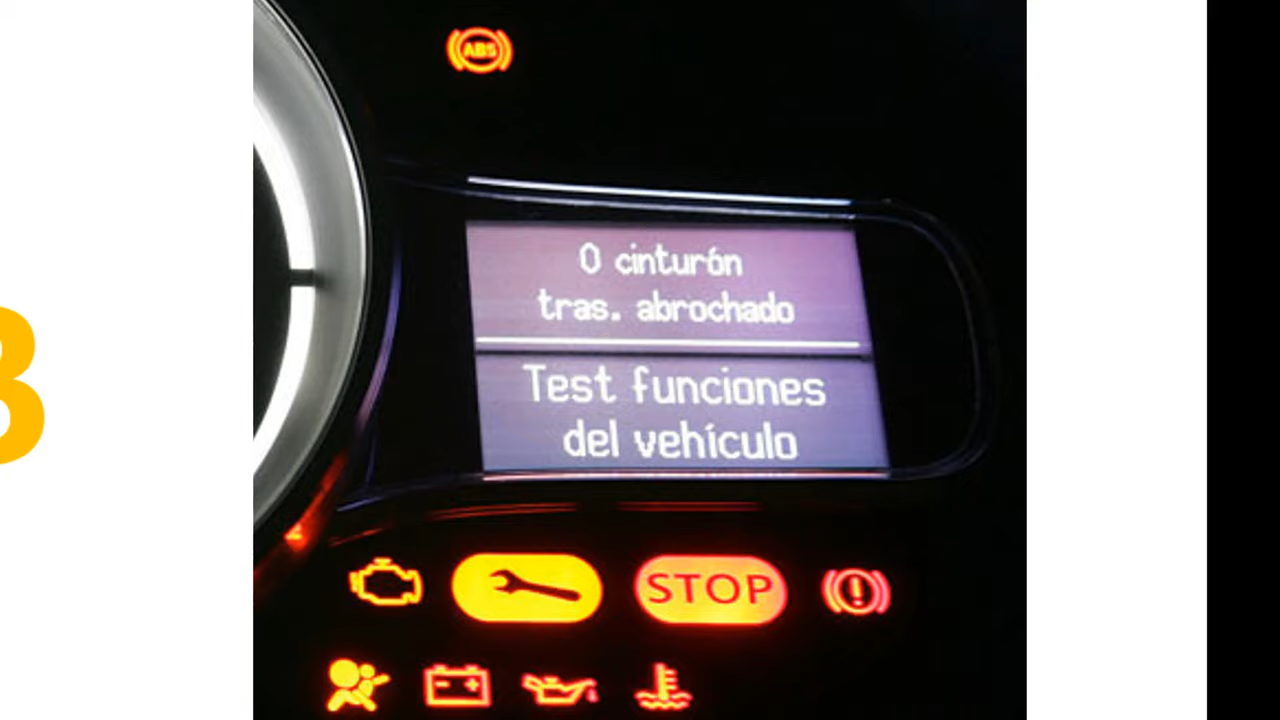 ABS
0 cinturón
tras. abrochado
Test funciones
del vehículo
STOP